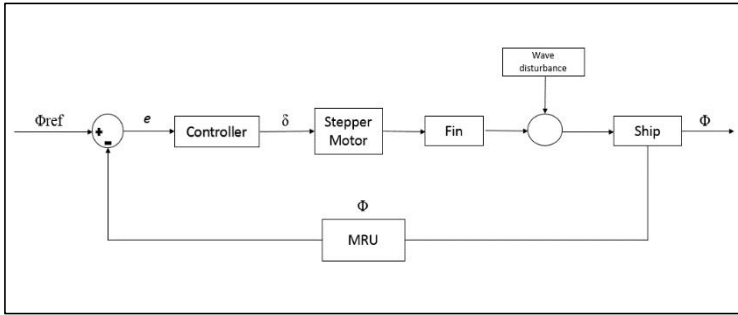 Wave
disturbance
Φref
+
-
e
Controller
δ
Stepper
Motor
Fin
Ship
Φ
Φ
MRU